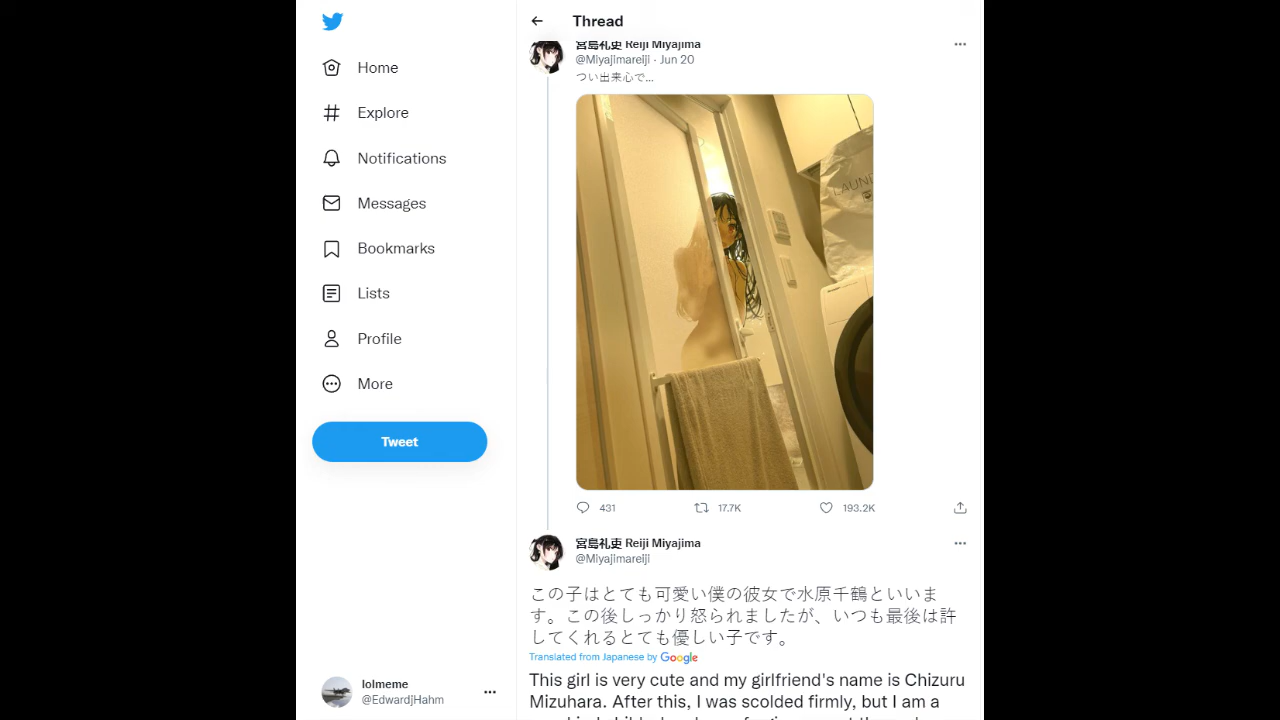 Thread
宮島礼吏 Reiji Miyajima
@Miyajimareiji · Jun 20
つい出来心で...
Home
Explore
Notifications
Messages
Bookmarks
Lists
Profile
More
Tweet
LAUN
431 17.7K 193.2K
宮島礼吏 Reiji Miyajima
@Miyajimareiji
この子はとても可愛い僕の彼女で水原千鶴といいま
す。この後しっかり怒られましたが、いつも最後は許
してくれるとても優しい子です。
Translated from Japanese by Google
This girl is very cute and my girlfriend's name is Chizuru
Mizuhara. After this, I was scolded firmly, but I am a
lolmeme
@EdwardjHahm